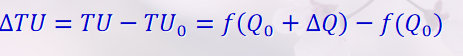 ΔTU = TU − TU₀ = f(Q₀ + ΔQ) − f(Q₀)